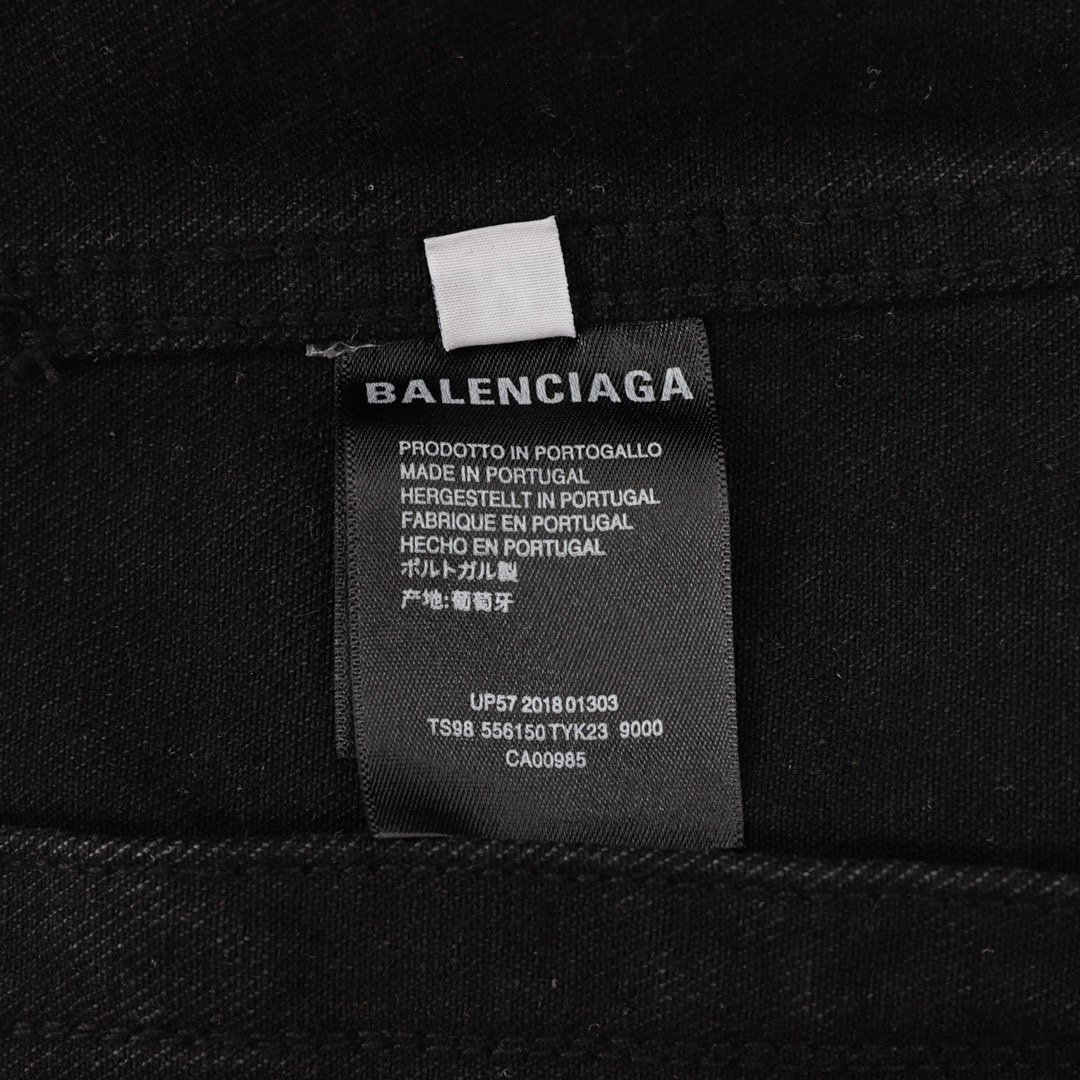 BALENCIAGA
PRODOTTO IN PORTOGALLO
MADE IN PORTUGAL
HERGESTELLT IN PORTUGAL
FABRIQUE EN PORTUGAL
HECHO EN PORTUGAL
ポルトガル製
产地:葡萄牙
UP57 2018 01303
TS98 556150 TYK23 9000
CA00985